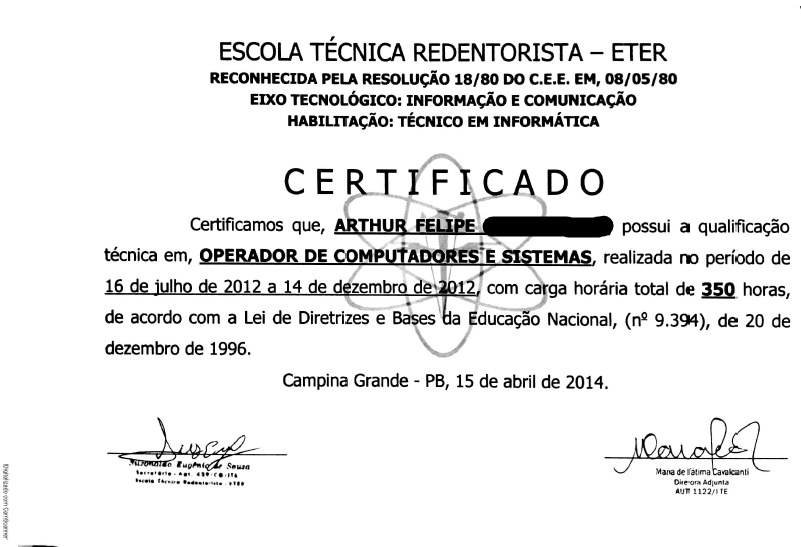 ESCOLA TÉCNICA REDENTORISTA – ETER
RECONHECIDA PELA RESOLUÇÃO 18/80 DO C.E.E. EM, 08/05/80
EIXO TECNOLÓGICO: INFORMAÇÃO E COMUNICAÇÃO
HABILITAÇÃO: TÉCNICO EM INFORMÁTICA
CERTIFICADO
Certificamos que, ARTHUR FELIPE possui a qualificação
técnica em, OPERADOR DE COMPUTADORES E SISTEMAS, realizada no período de
16 de julho de 2012 a 14 de dezembro de 2012, com carga horária total de 350 horas,
de acordo com a Lei de Diretrizes e Bases da Educação Nacional, (nº 9.394), de 20 de
dezembro de 1996.
Campina Grande - PB, 15 de abril de 2014.
Eugênio de Souza
Secretário - Aut.
Escola Técnica Redentorista - ETER
Maria de Fátima Cavalcanti
Diretora Adjunta
AUT 1122/ITE
Digitalizado com CamScanner